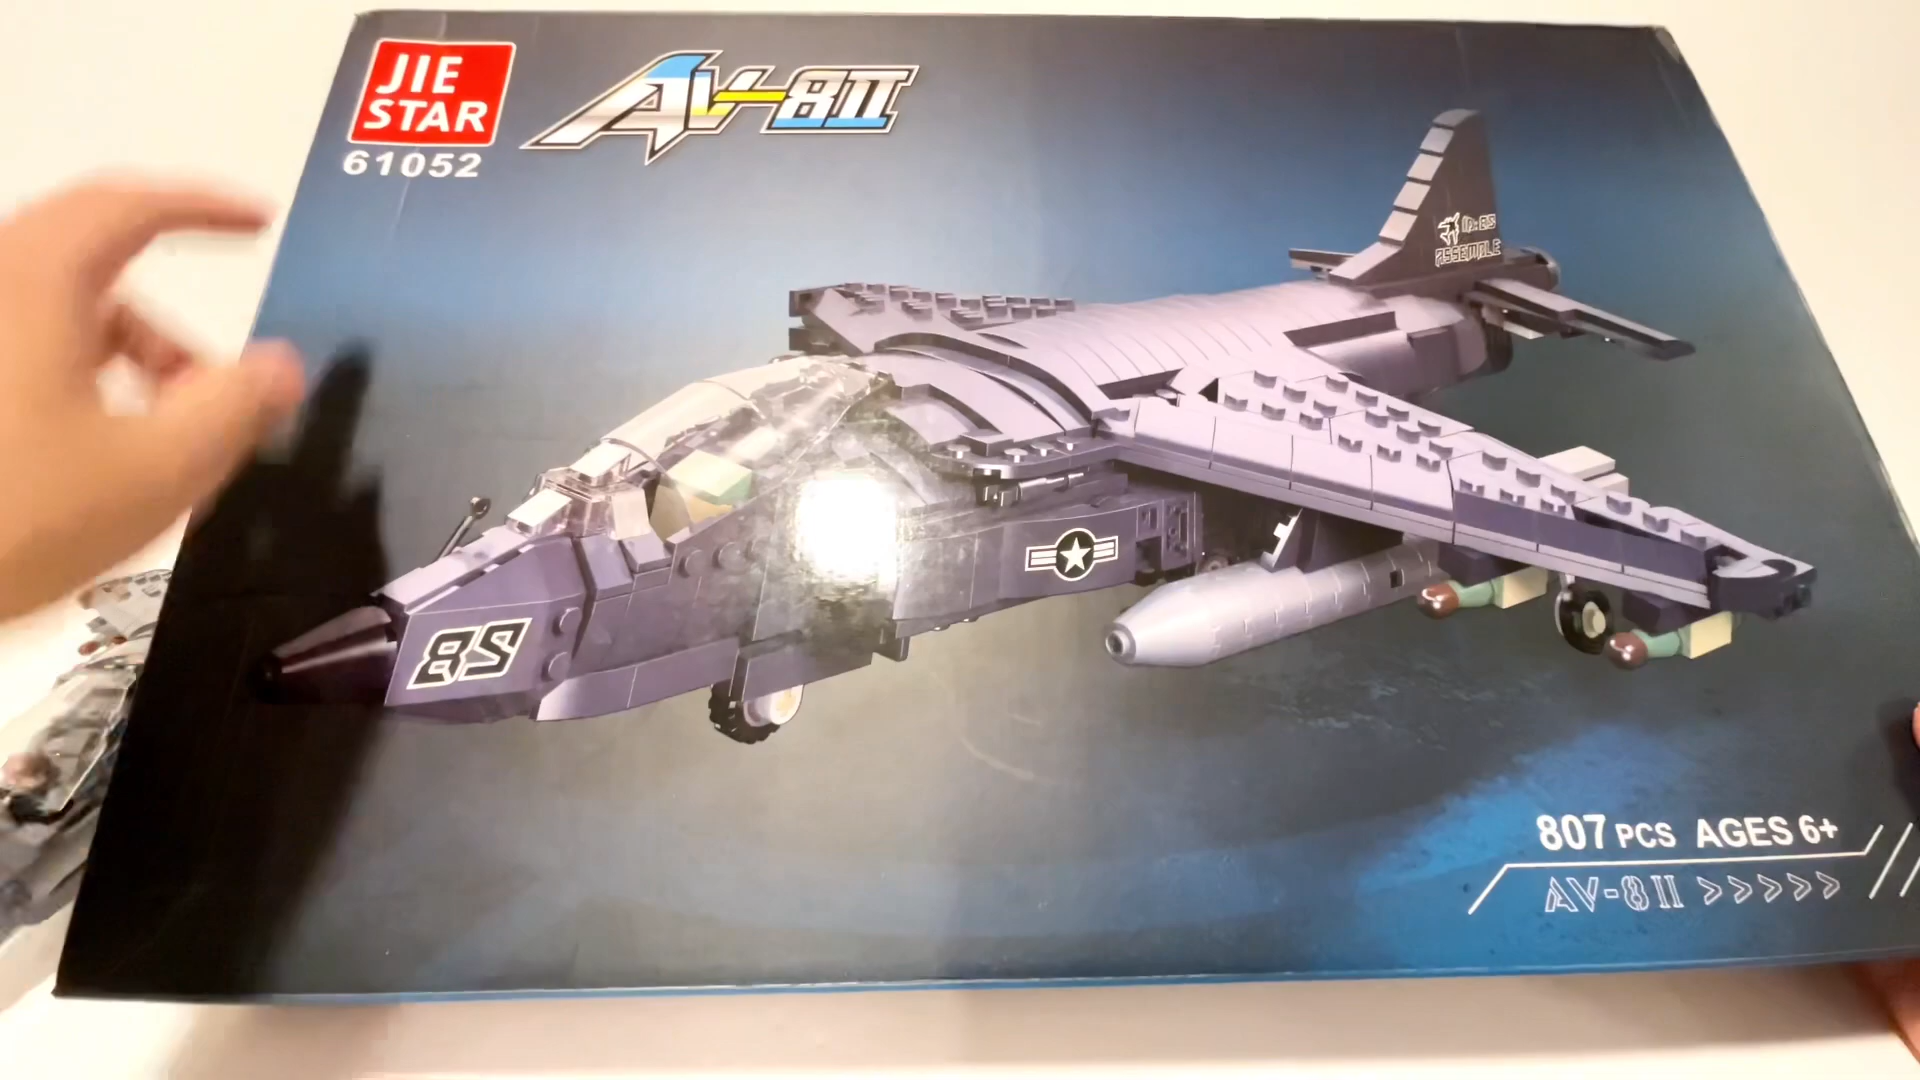 JIE
STAR
61052
AV-8II
ASSEMBLE
85
807 PCS AGES 6+
AV-8II >>>>>